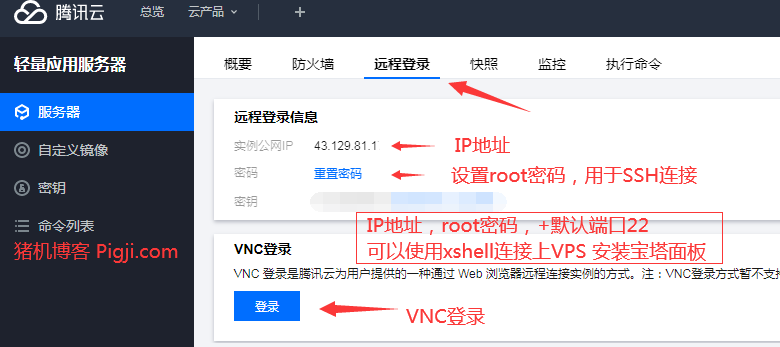 腾讯云 总览 云产品
轻量应用服务器
概要 防火墙 远程登录 快照 监控 执行命令
服务器
自定义镜像
密钥
命令列表
猪机博客 Pigji.com
远程登录信息
实例公网IP 43.129.81.1 IP地址
密码 重置密码 设置root密码，用于SSH连接
密钥
IP地址，root密码，+默认端口22
可以使用xshell连接上VPS 安装宝塔面板
VNC登录
VNC 登录是腾讯云为用户提供的一种通过 Web 浏览器远程连接实例的方式。注：VNC登录方式暂不支
登录 VNC登录